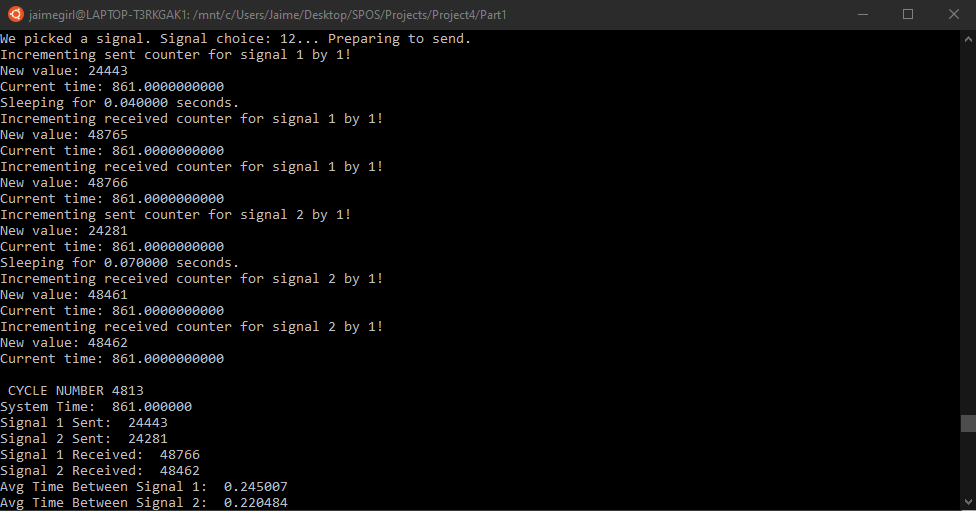 jaimegirl@LAPTOP-T3RKGAK1: /mnt/c/Users/Jaime/Desktop/SPOS/Projects/Project4/Part1
We picked a signal. Signal choice: 12... Preparing to send.
Incrementing sent counter for signal 1 by 1!
New value: 24443
Current time: 861.0000000000
Sleeping for 0.040000 seconds.
Incrementing received counter for signal 1 by 1!
New value: 48765
Current time: 861.0000000000
Incrementing received counter for signal 1 by 1!
New value: 48766
Current time: 861.0000000000
Incrementing sent counter for signal 2 by 1!
New value: 24281
Current time: 861.0000000000
Sleeping for 0.070000 seconds.
Incrementing received counter for signal 2 by 1!
New value: 48461
Current time: 861.0000000000
Incrementing received counter for signal 2 by 1!
New value: 48462
Current time: 861.0000000000
CYCLE NUMBER 4813
System Time:  861.000000
Signal 1 Sent:  24443
Signal 2 Sent:  24281
Signal 1 Received:  48766
Signal 2 Received:  48462
Avg Time Between Signal 1:  0.245007
Avg Time Between Signal 2:  0.220484